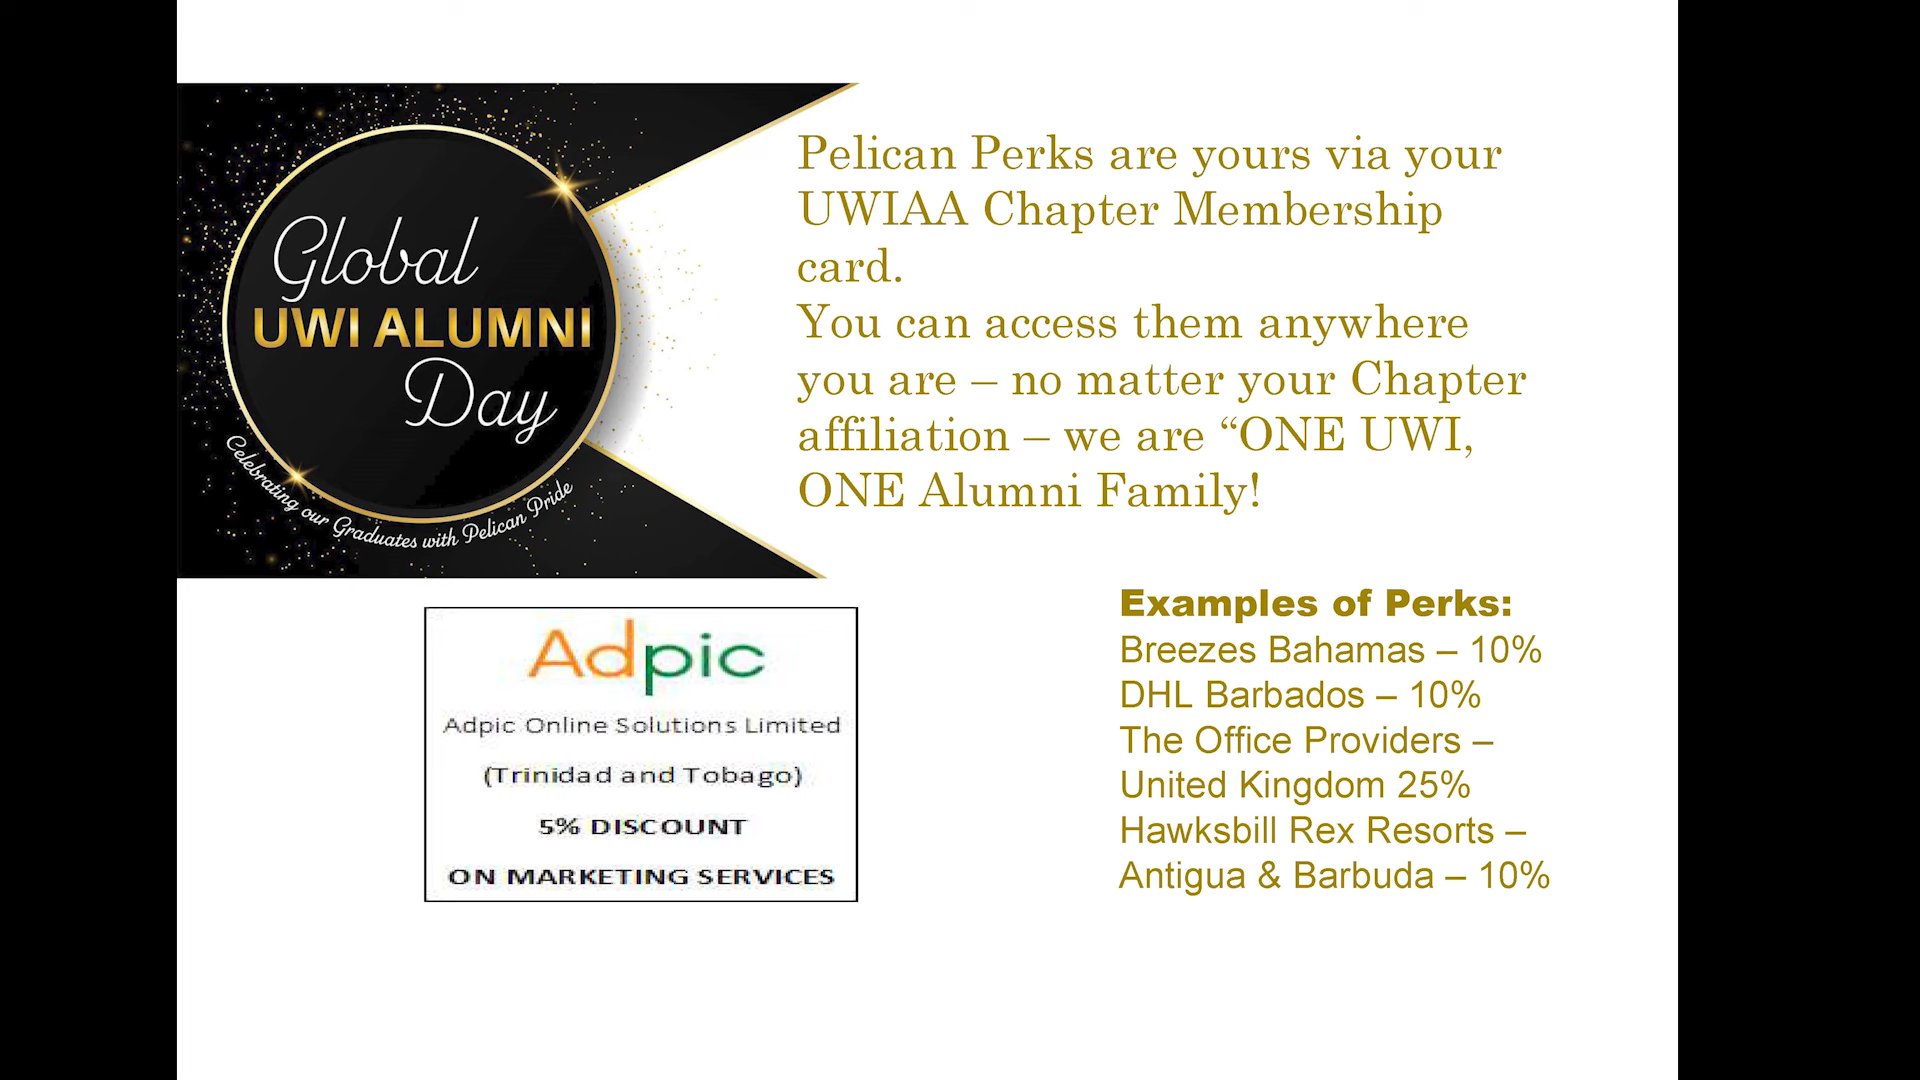 Global
UWI ALUMNI
Day
Celebrating our Graduates with Pelican Pride
Pelican Perks are yours via your
UWIAA Chapter Membership
card.
You can access them anywhere
you are – no matter your Chapter
affiliation – we are “ONE UWI,
ONE Alumni Family!
Adpic
Adpic Online Solutions Limited
(Trinidad and Tobago)
5% DISCOUNT
ON MARKETING SERVICES
Examples of Perks:
Breezes Bahamas – 10%
DHL Barbados – 10%
The Office Providers –
United Kingdom 25%
Hawksbill Rex Resorts –
Antigua & Barbuda – 10%